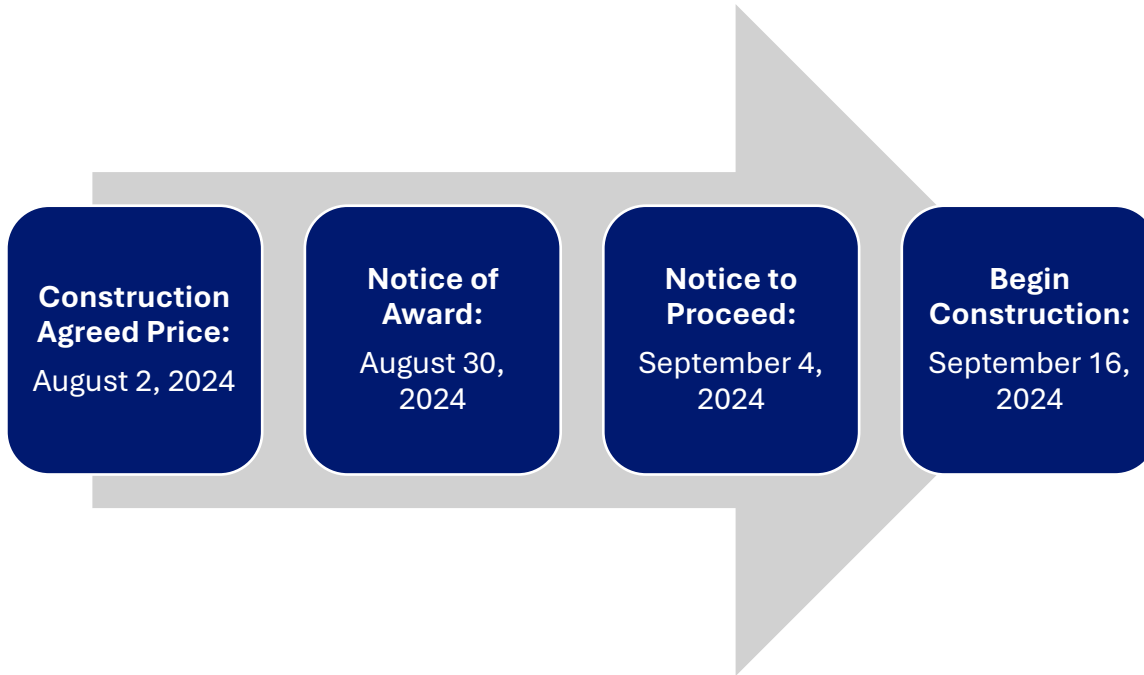 Construction
Agreed Price:
August 2, 2024
Notice of
Award:
August 30,
2024
Notice to
Proceed:
September 4,
2024
Begin
Construction:
September 16,
2024